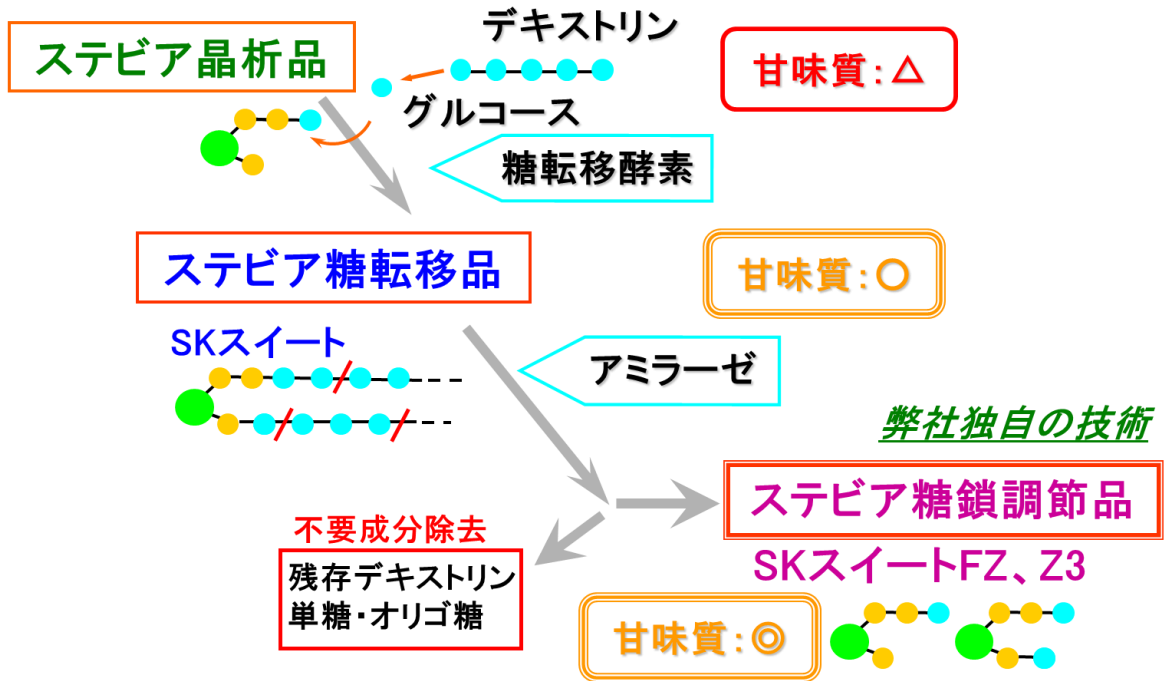 デキストリン
ステビア晶析品
甘味質：△
グルコース
糖転移酵素
ステビア糖転移品
甘味質：〇
SKスイート
アミラーゼ
弊社独自の技術
ステビア糖鎖調節品
不要成分除去
残存デキストリン
単糖・オリゴ糖
SKスイートFZ、Z3
甘味質：◎